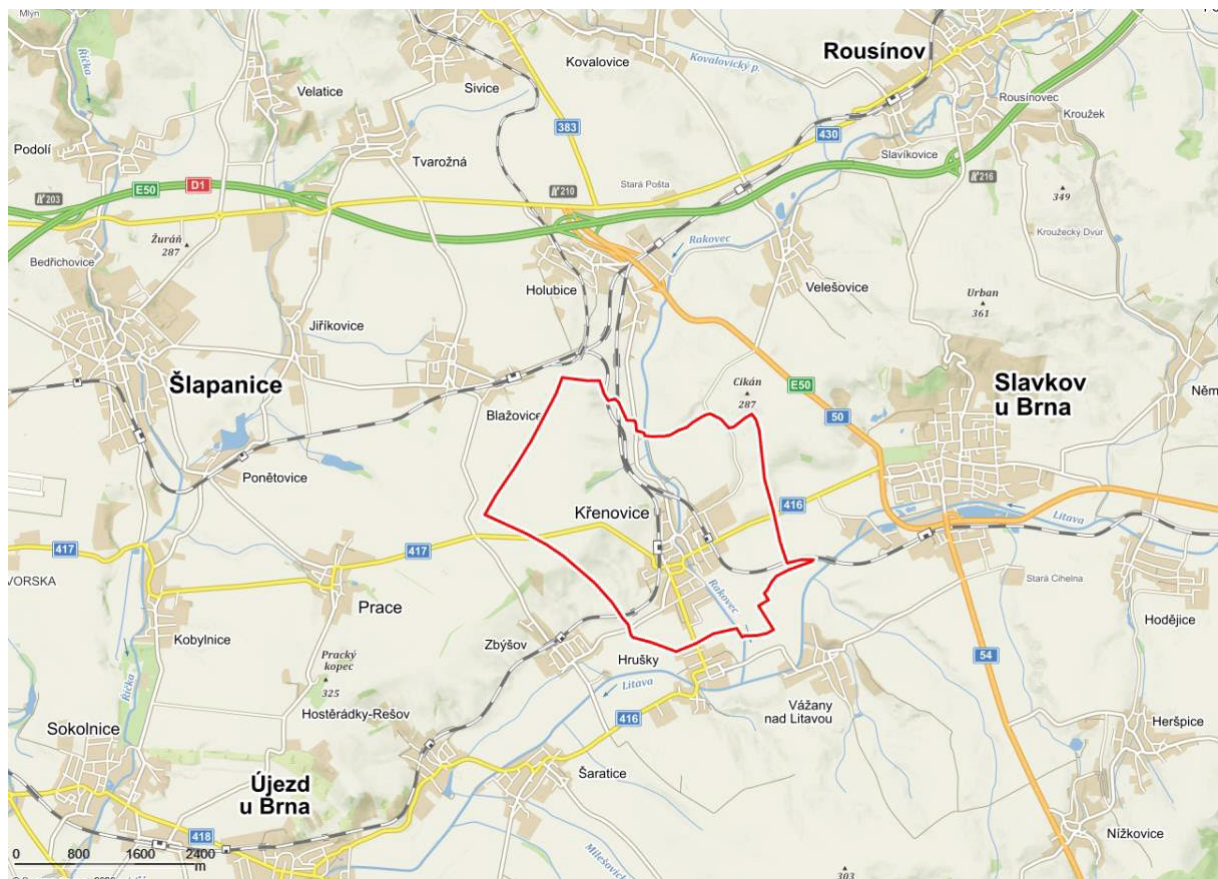 Mlýn
Říčka
Velatice
Podolí
Tvarožná
Sivice
383
Kovalovice
Kovalovický p.
Rousínov
Rousínovec
Kroužek
430
Slavíkovice
216
349
Kroužecký Dvůr
203
E50
D1
210
Stará Pošta
Žuráň
287
Bedřichovice
Rakovec
Holubice
Velešovice
Urban
361
Jiříkovice
Šlapanice
Cikán
287
E50
50
Slavkov
u Brna
Něm
Blažovice
Ponětovice
Křenovice
416
Litava
417
417
VORSKA
Prace
Rakovec
Stará Cihelna
Hodějice
Kobylnice
Zbýšov
Hrušky
Litava
54
Pracký
kopec
325
Říčka
Hostěrádky-Rešov
416
Vážany
nad Litavou
Heršpice
Sokolnice
Šaratice
Újezd
u Brna
418
Nížkovice
0 800 1600 2400
m
Milešovický
303